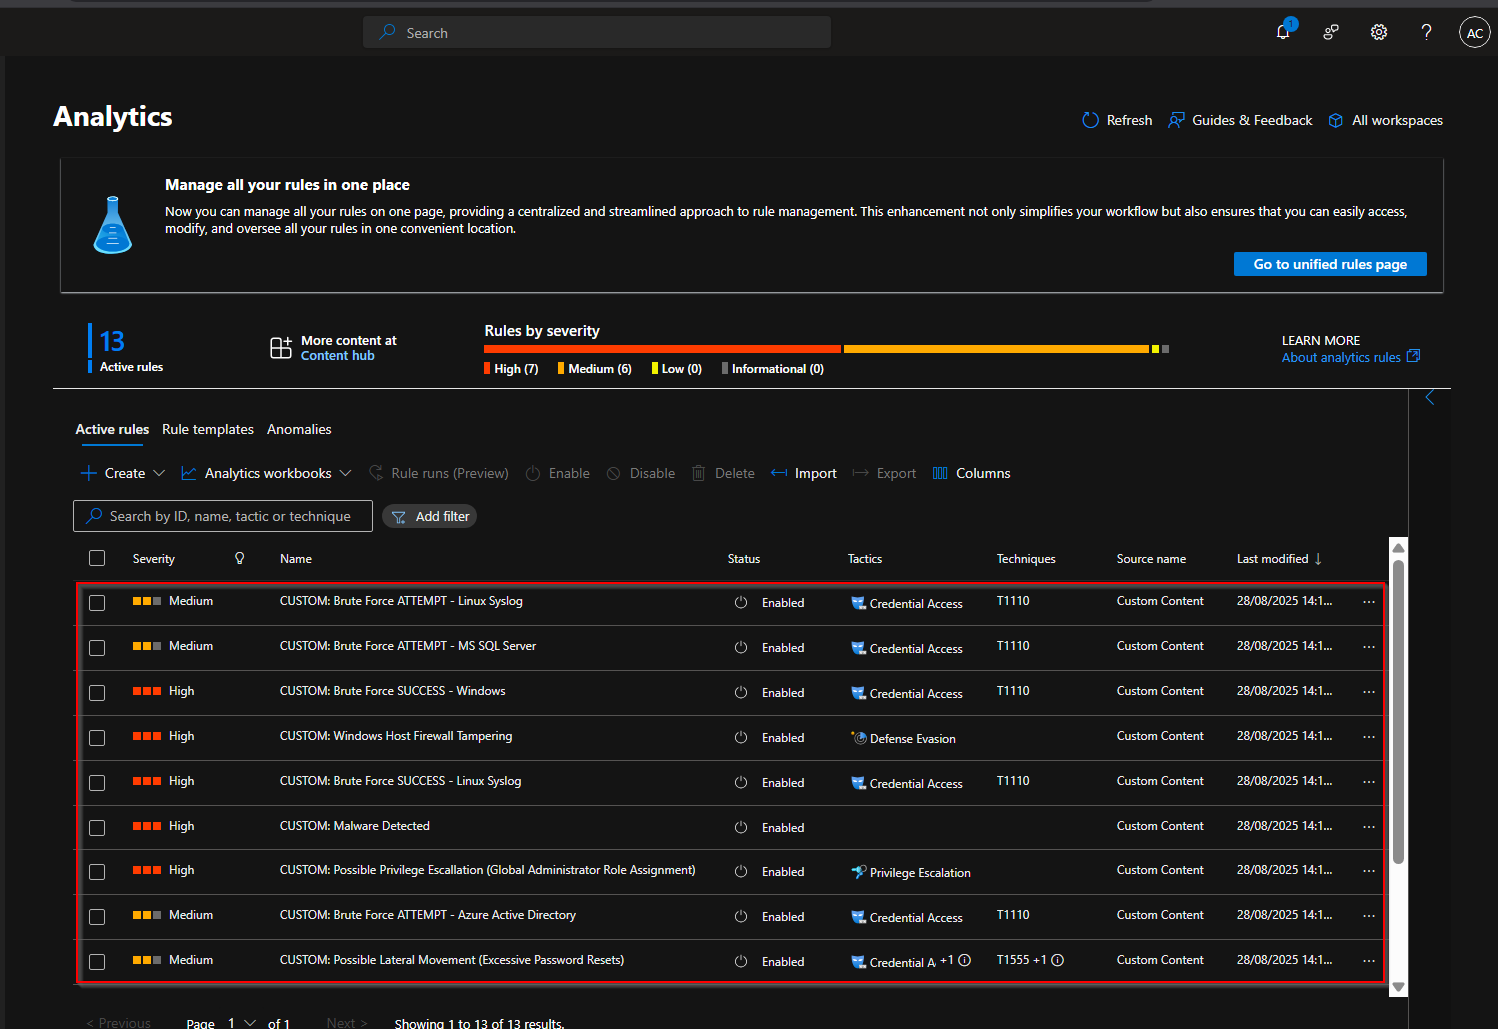 Search
1
AC
Analytics
Refresh Guides & Feedback All workspaces
Manage all your rules in one place
Now you can manage all your rules on one page, providing a centralized and streamlined approach to rule management. This enhancement not only simplifies your workflow but also ensures that you can easily access,
modify, and oversee all your rules in one convenient location.
Go to unified rules page
13
Active rules
More content at
Content hub
Rules by severity
High (7) Medium (6) Low (0) Informational (0)
LEARN MORE
About analytics rules
Active rules Rule templates Anomalies
Create Analytics workbooks Rule runs (Preview) Enable Disable Delete Import Export Columns
Search by ID, name, tactic or technique Add filter
Severity Name Status Tactics Techniques Source name Last modified ↓
Medium CUSTOM: Brute Force ATTEMPT - Linux Syslog Enabled Credential Access T1110 Custom Content 28/08/2025 14:1... ...
Medium CUSTOM: Brute Force ATTEMPT - MS SQL Server Enabled Credential Access T1110 Custom Content 28/08/2025 14:1... ...
High CUSTOM: Brute Force SUCCESS - Windows Enabled Credential Access T1110 Custom Content 28/08/2025 14:1... ...
High CUSTOM: Windows Host Firewall Tampering Enabled Defense Evasion Custom Content 28/08/2025 14:1... ...
High CUSTOM: Brute Force SUCCESS - Linux Syslog Enabled Credential Access T1110 Custom Content 28/08/2025 14:1... ...
High CUSTOM: Malware Detected Enabled Custom Content 28/08/2025 14:1... ...
High CUSTOM: Possible Privilege Escallation (Global Administrator Role Assignment) Enabled Privilege Escalation Custom Content 28/08/2025 14:1... ...
Medium CUSTOM: Brute Force ATTEMPT - Azure Active Directory Enabled Credential Access T1110 Custom Content 28/08/2025 14:1... ...
Medium CUSTOM: Possible Lateral Movement (Excessive Password Resets) Enabled Credential A +1 T1555 +1 Custom Content 28/08/2025 14:1... ...
< Previous Page 1 of 1 Next > Showing 1 to 13 of 13 results.